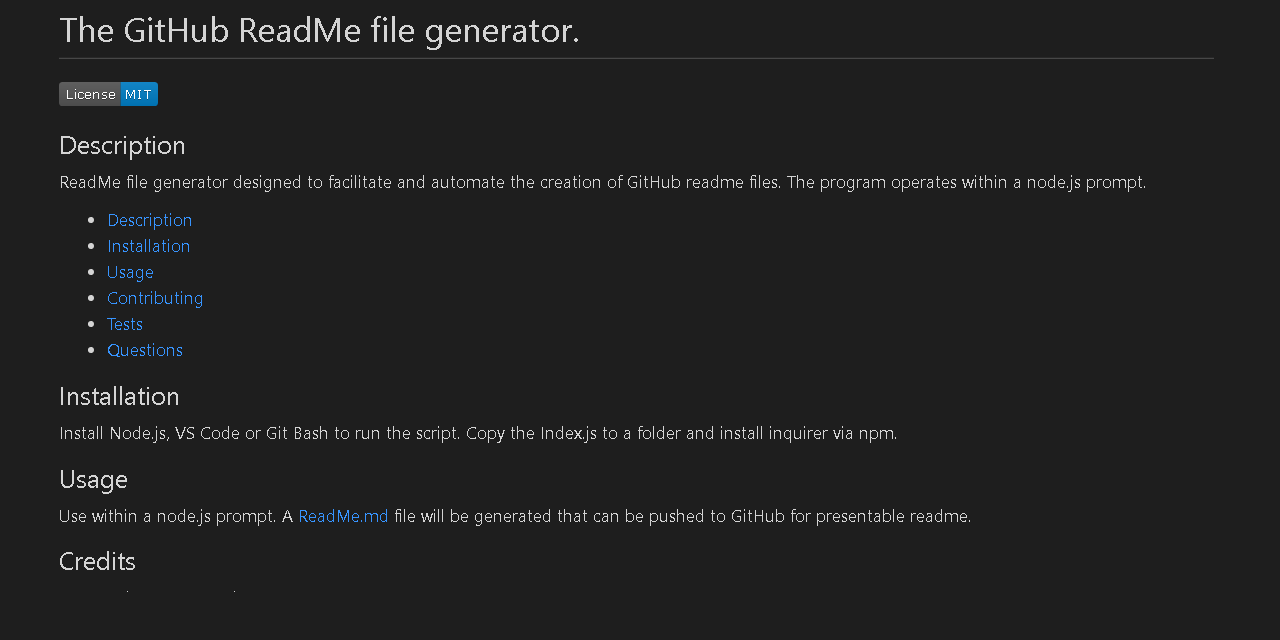 The GitHub ReadMe file generator.
License MIT
Description
ReadMe file generator designed to facilitate and automate the creation of GitHub readme files. The program operates within a node.js prompt.
Description
Installation
Usage
Contributing
Tests
Questions
Installation
Install Node.js, VS Code or Git Bash to run the script. Copy the Index.js to a folder and install inquirer via npm.
Usage
Use within a node.js prompt. A ReadMe.md file will be generated that can be pushed to GitHub for presentable readme.
Credits